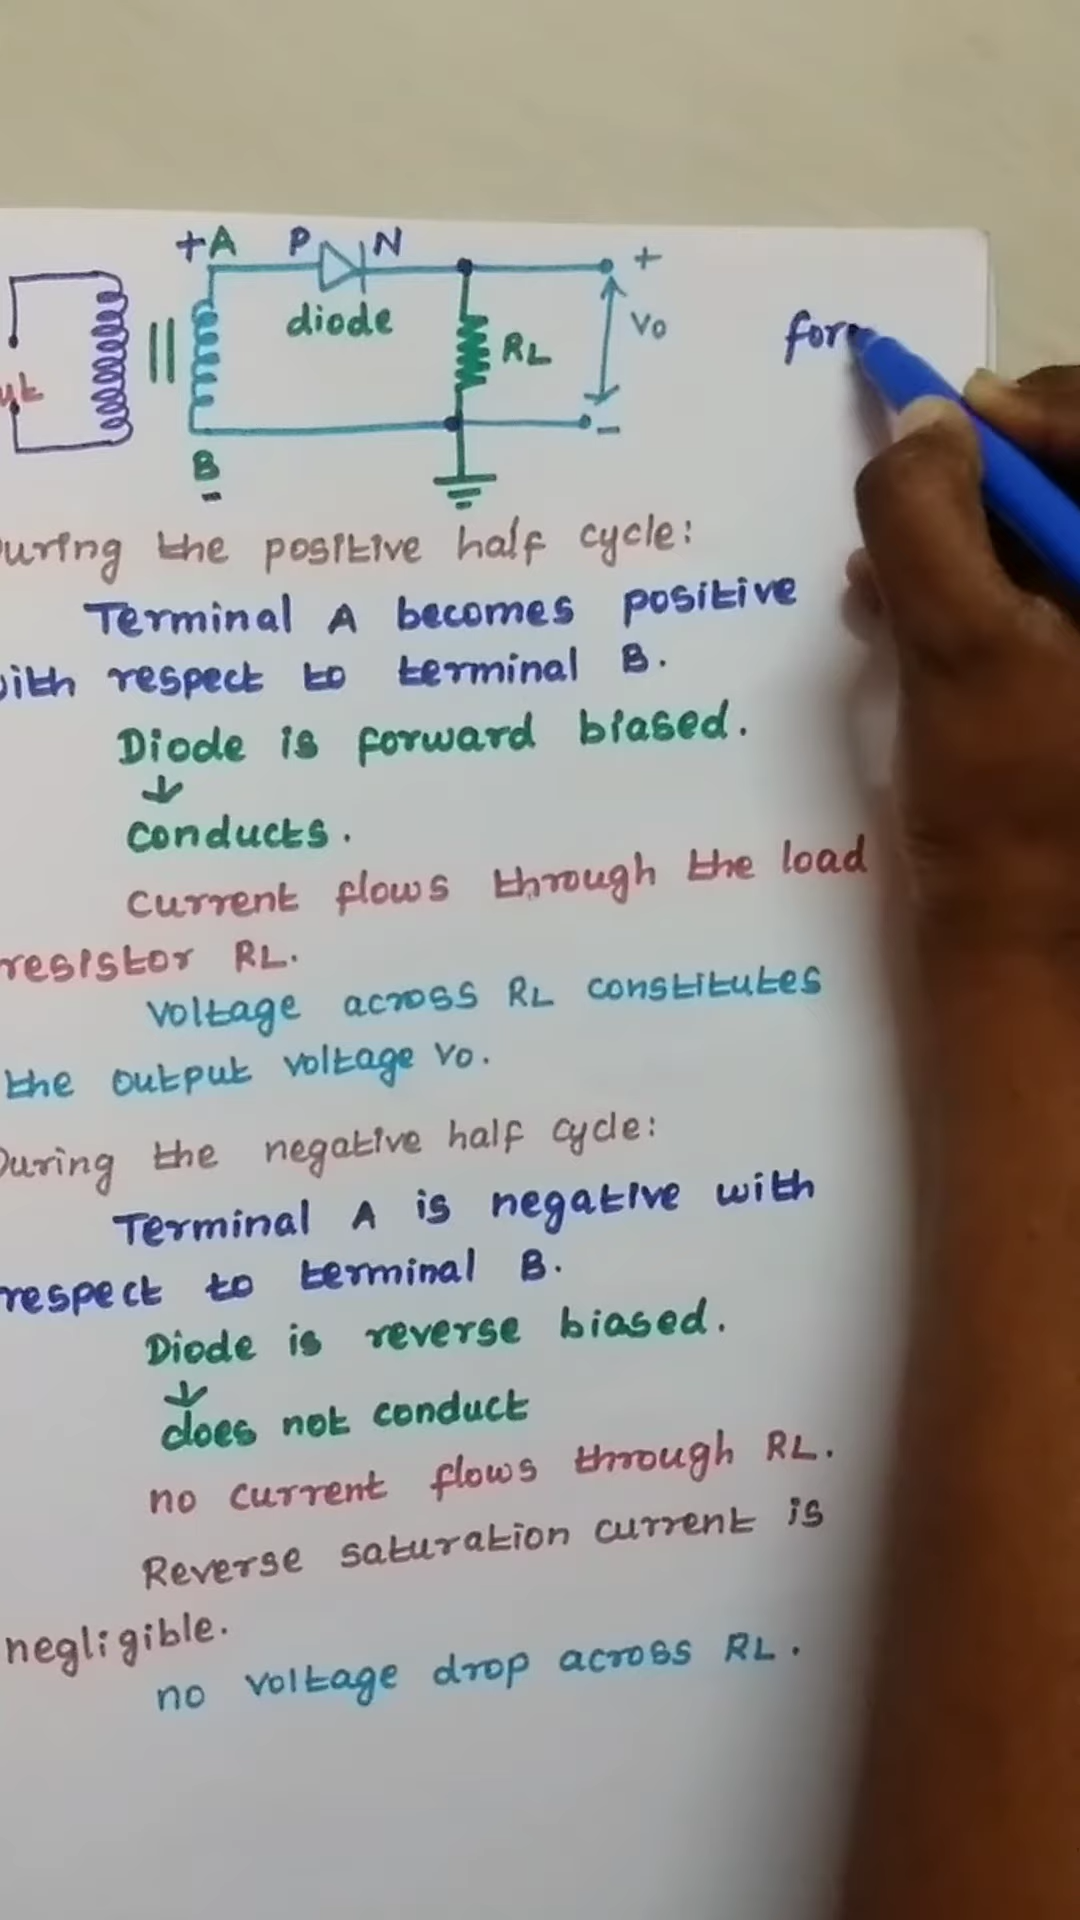 +A P N +
diode
RL
Vo
for
B
-
-
During the positive half cycle:
Terminal A becomes positive
with respect to terminal B.
Diode is forward biased.
↓
conducts.
current flows through the load
resistor RL.
Voltage across RL constitutes
the output voltage Vo.
During the negative half cycle:
Terminal A is negative with
respect to terminal B.
Diode is reverse biased.
↓
does not conduct
no current flows through RL.
Reverse saturation current is
negligible.
no voltage drop across RL.